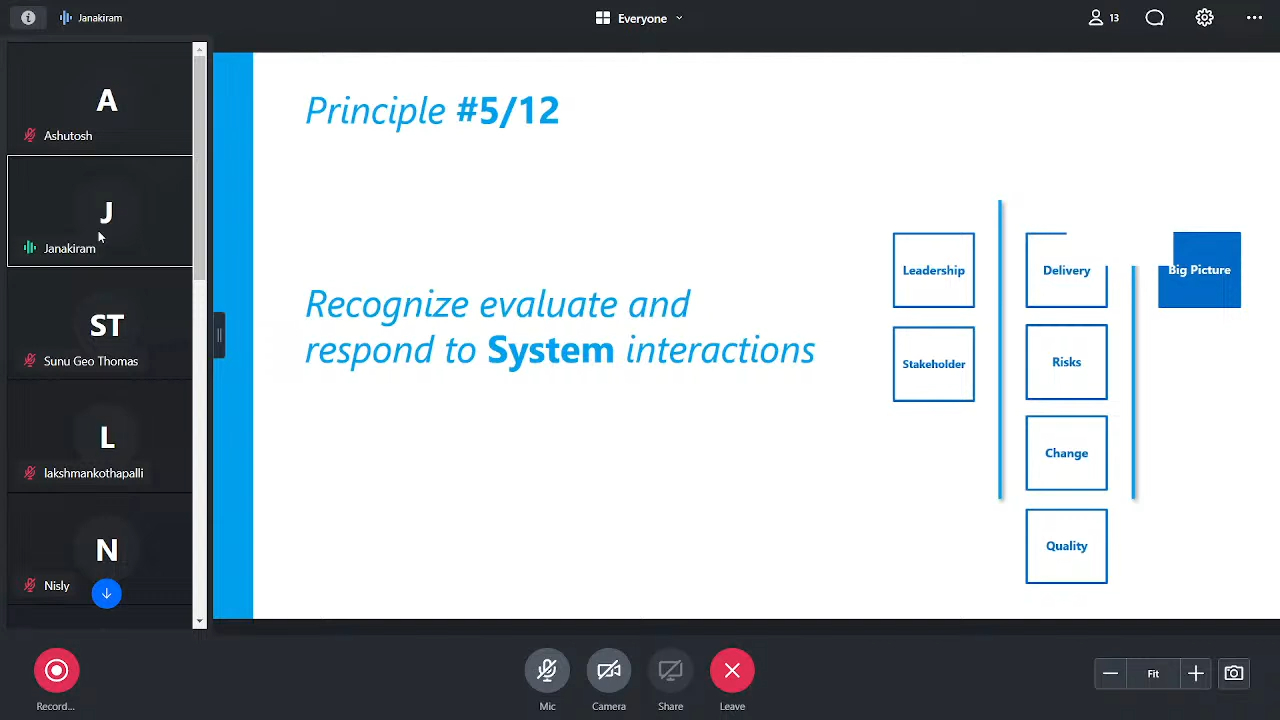 Janakiram
Everyone
13
A
Ashutosh
J
Janakiram
ST
Sunu Geo Thomas
L
lakshmankothapalli
N
Nisly
Principle #5/12
Recognize evaluate and
respond to System interactions
Leadership
Stakeholder
Delivery
Risks
Change
Quality
Big Picture
Record...
Mic
Camera
Share
Leave
Fit